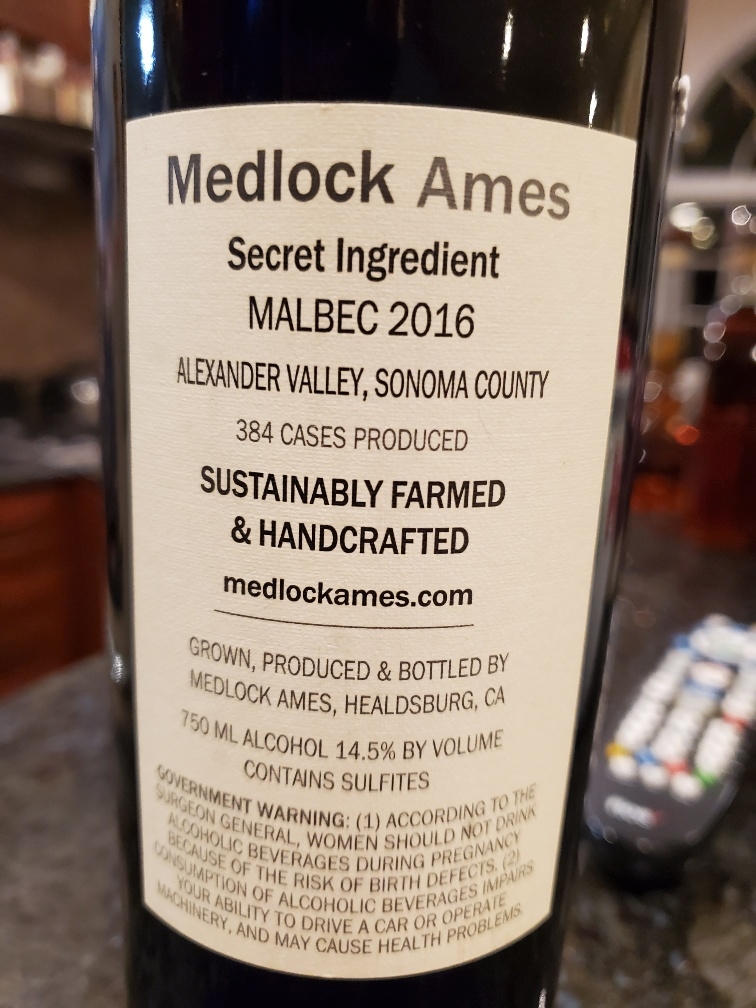 Medlock Ames
Secret Ingredient
MALBEC 2016
ALEXANDER VALLEY, SONOMA COUNTY
384 CASES PRODUCED
SUSTAINABLY FARMED
& HANDCRAFTED
medlockames.com
GROWN, PRODUCED & BOTTLED BY
MEDLOCK AMES, HEALDSBURG, CA
750 ML ALCOHOL 14.5% BY VOLUME
CONTAINS SULFITES
GOVERNMENT WARNING: (1) ACCORDING TO THE
SURGEON GENERAL, WOMEN SHOULD NOT DRINK
ALCOHOLIC BEVERAGES DURING PREGNANCY
BECAUSE OF THE RISK OF BIRTH DEFECTS. (2)
CONSUMPTION OF ALCOHOLIC BEVERAGES IMPAIRS
YOUR ABILITY TO DRIVE A CAR OR OPERATE
MACHINERY, AND MAY CAUSE HEALTH PROBLEMS.